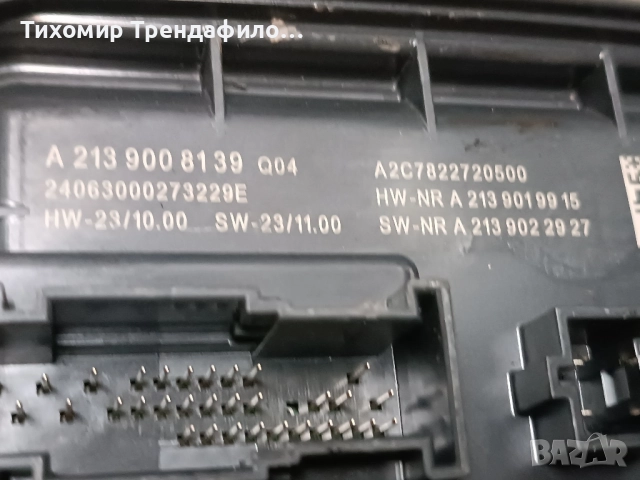 Тихомир Трендафило...
A 213 900 81 39 Q04
24063000273229E
HW-23/10.00 SW-23/11.00
A2C7822720500
HW-NR A 213 901 99 15
SW-NR A 213 902 29 27
BAZAR